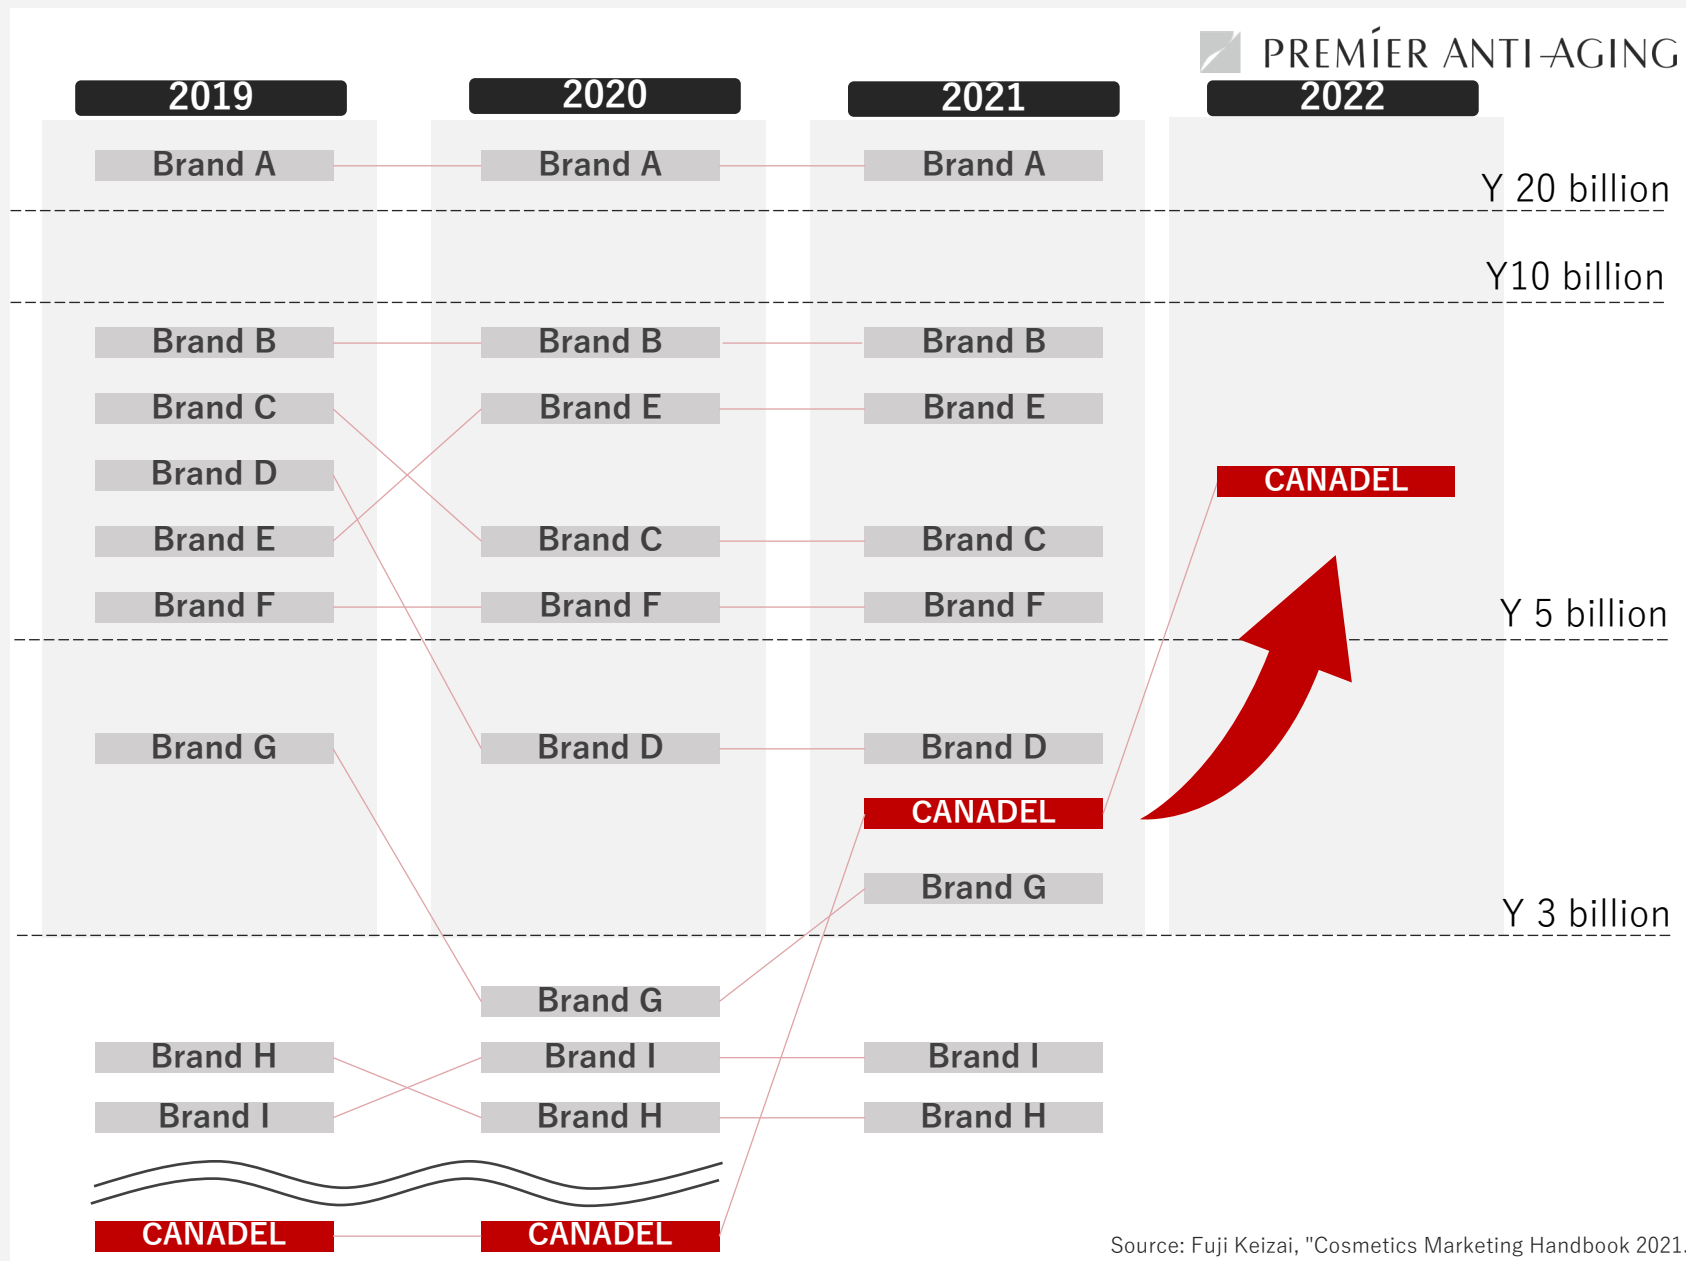 PREMÍER ANTI-AGING
2019
2020
2021
2022
Brand A
Brand A
Brand A
Y 20 billion
Y10 billion
Brand B
Brand B
Brand B
Brand C
Brand E
Brand E
Brand D
CANADEL
Brand E
Brand C
Brand C
Brand F
Brand F
Brand F
Y 5 billion
Brand G
Brand D
Brand D
CANADEL
Brand G
Y 3 billion
Brand G
Brand H
Brand I
Brand I
Brand I
Brand H
Brand H
CANADEL
CANADEL
Source: Fuji Keizai, "Cosmetics Marketing Handbook 2021.